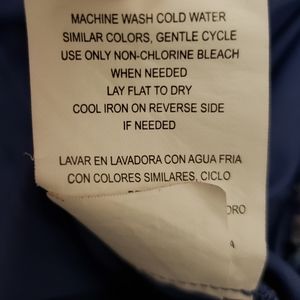 MACHINE WASH COLD WATER
SIMILAR COLORS, GENTLE CYCLE
USE ONLY NON-CHLORINE BLEACH
WHEN NEEDED
LAY FLAT TO DRY
COOL IRON ON REVERSE SIDE
IF NEEDED
LAVAR EN LAVADORA CON AGUA FRIA
CON COLORES SIMILARES, CICLO